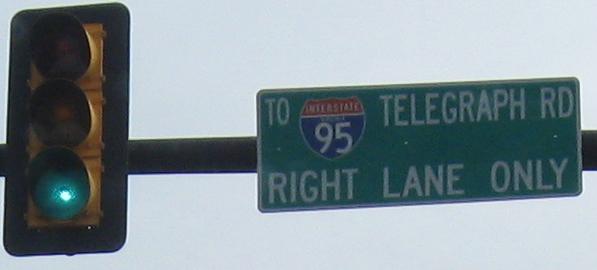 TO INTERSTATE 95 TELEGRAPH RD
RIGHT LANE ONLY